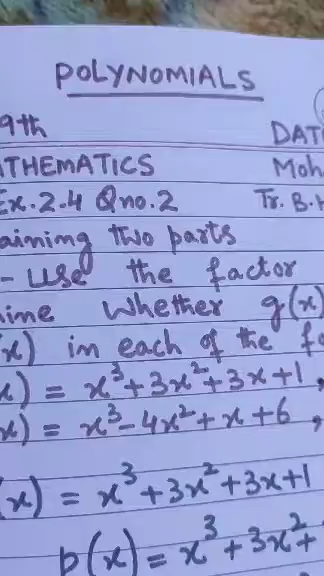 POLYNOMIALS
9th DAT
THEMATICS Moh
Ex.2.4 Qno.2 Tr. B.H
aining two parts
- Use the factor
ine whether g(x)
(x) in each of the fo
x) = x³+3x²+3x+1,
x) = x³-4x²+x+6,
(x) = x³+3x²+3x+1
p(x) = x³+3x²+